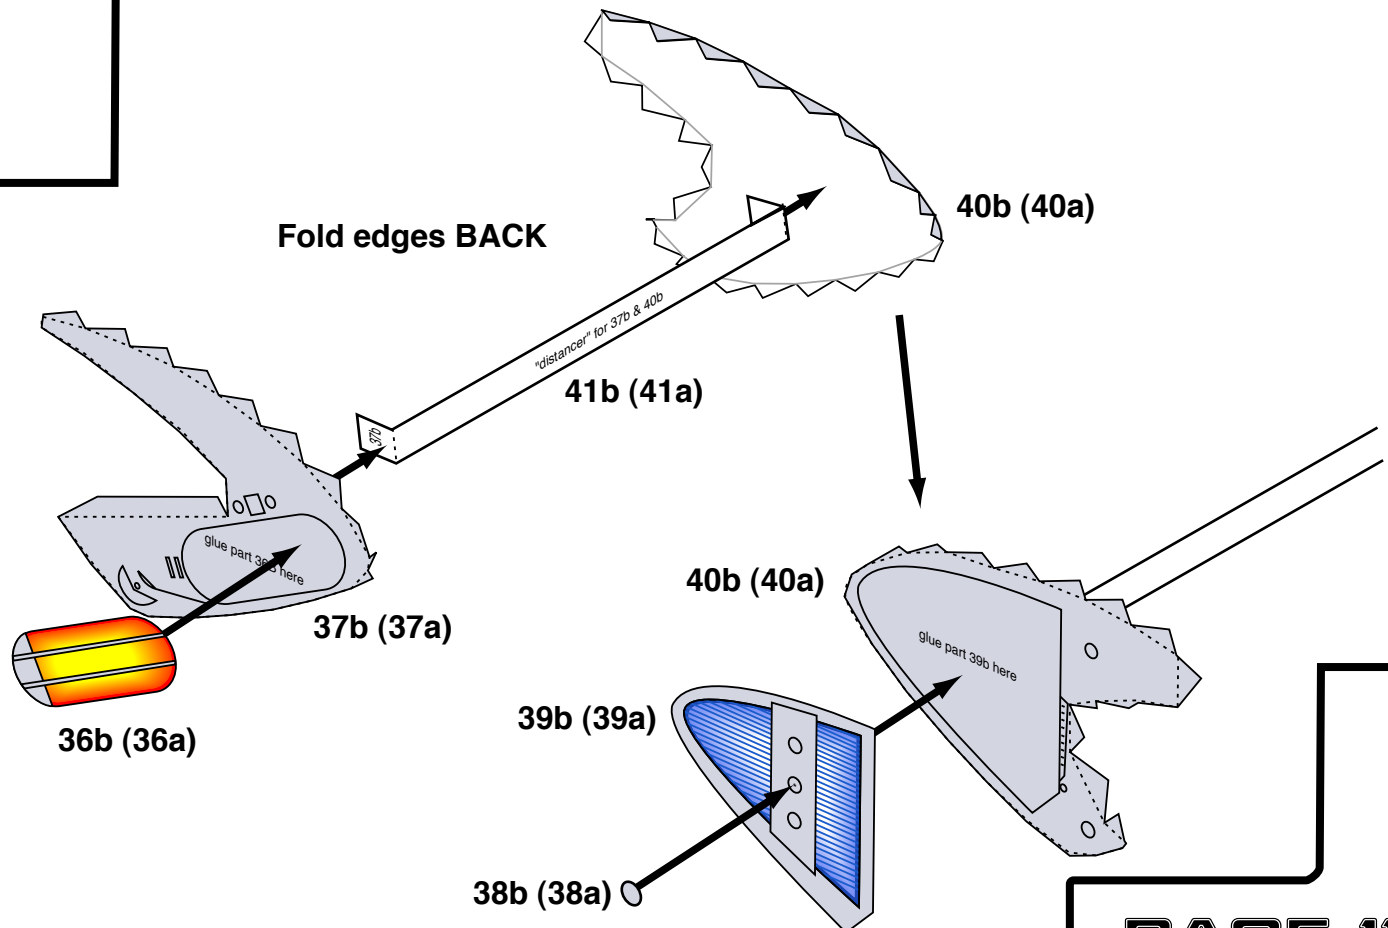 40b (40a)
Fold edges BACK
"distancer" for 37b & 40b
41b (41a)
37b
glue part 36b here
40b (40a)
37b (37a)
glue part 39b here
39b (39a)
36b (36a)
38b (38a)
PAGE